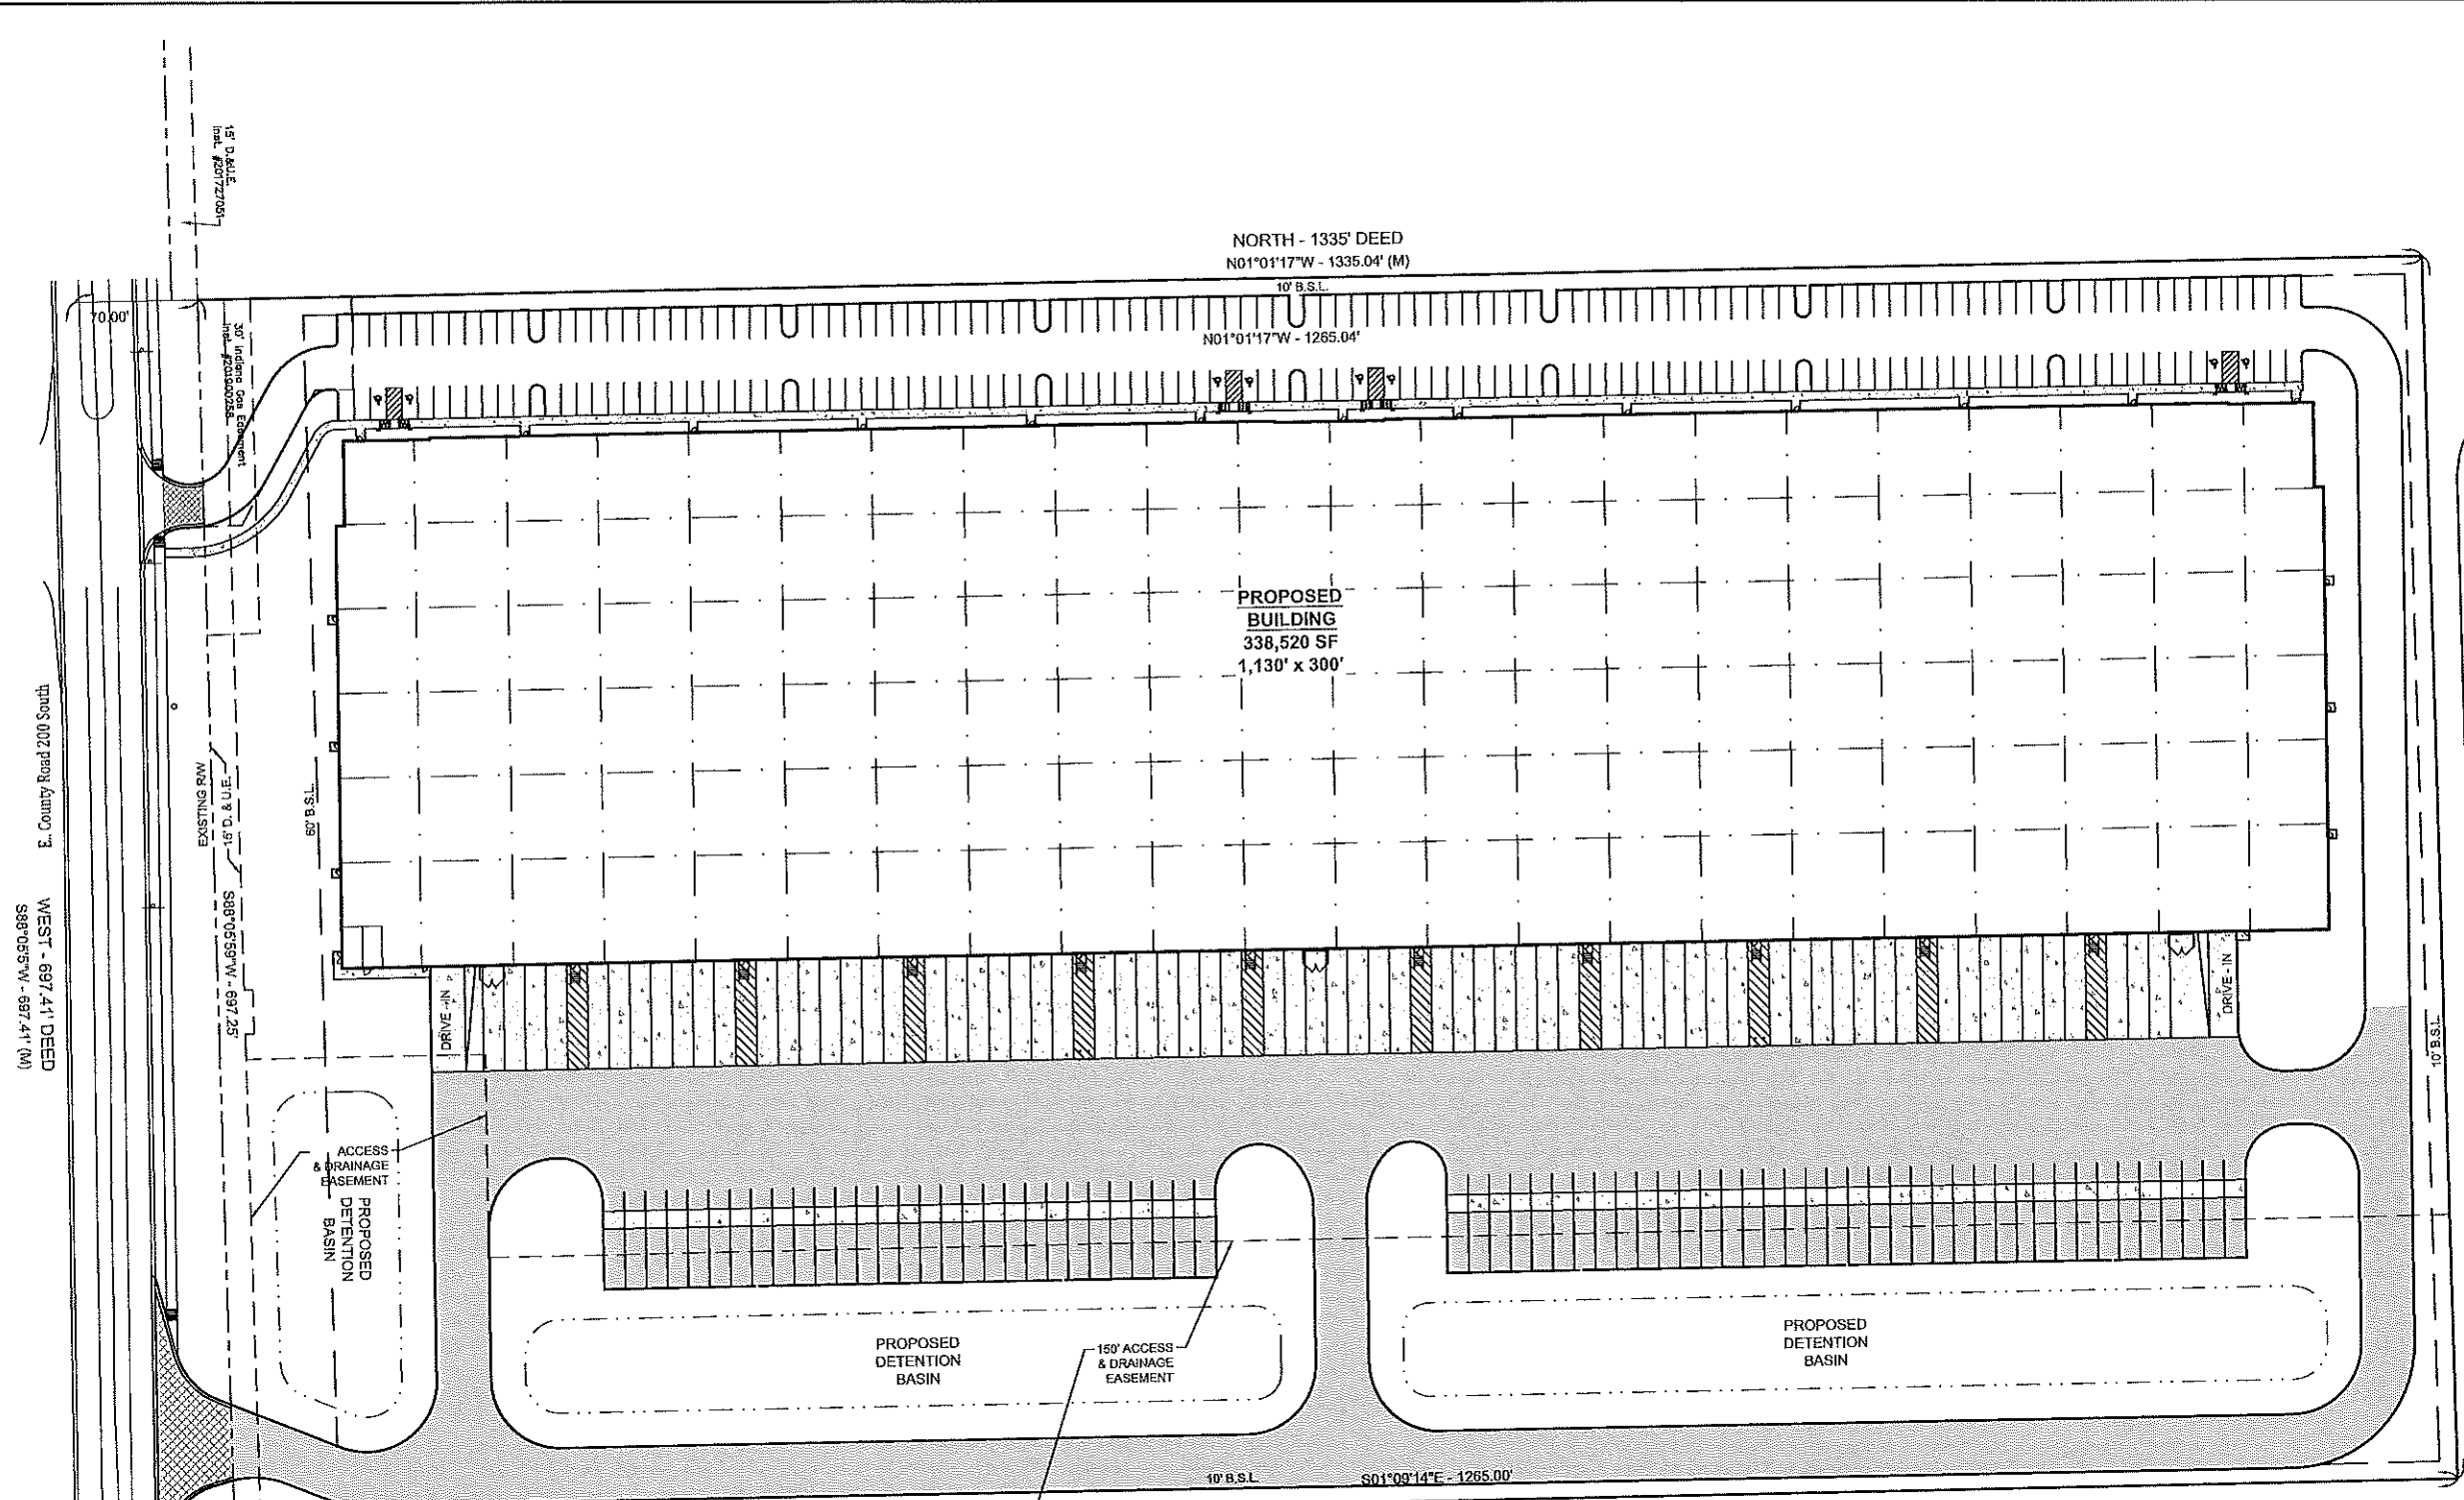 15' D.&U.E.
Inst. #201727051
NORTH - 1335' DEED
N01°01'17"W - 1335.04' (M)
10' B.S.L.
70.00'
N01°01'17"W - 1265.04'
30' Indiana Gas Easement
PROPOSED
BUILDING
338,520 SF
1,130' x 300'
E. County Road 200 South
WEST - 697.41' DEED
S88°05'5"W - 697.41' (M)
EXISTING R/W
15' D. & U.E.
S88°05'59"W - 697.25'
60' B.S.L.
DRIVE-IN
DRIVE-IN
10' B.S.L.
ACCESS
& DRAINAGE
EASEMENT
PROPOSED
DETENTION
BASIN
PROPOSED
DETENTION
BASIN
150' ACCESS
& DRAINAGE
EASEMENT
PROPOSED
DETENTION
BASIN
10' B.S.L.
S01°09'14"E - 1265.00'